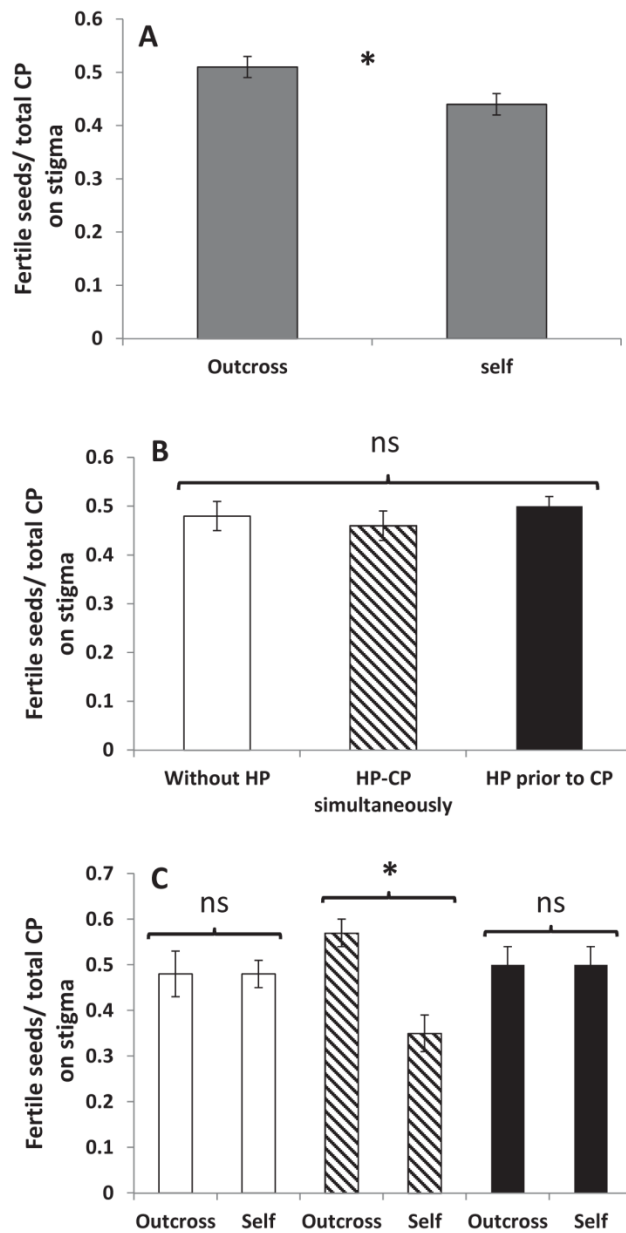 A
*
Fertile seeds/ total CP
on stigma
0.6
0.5
0.4
0.3
0.2
0.1
0
Outcross self
B
ns
Fertile seeds/ total CP
on stigma
0.6
0.5
0.4
0.3
0.2
0.1
0
Without HP HP-CP HP prior to CP
simultaneously
C
ns * ns
Fertile seeds/ total CP
on stigma
0.7
0.6
0.5
0.4
0.3
0.2
0.1
0
Outcross Self Outcross Self Outcross Self